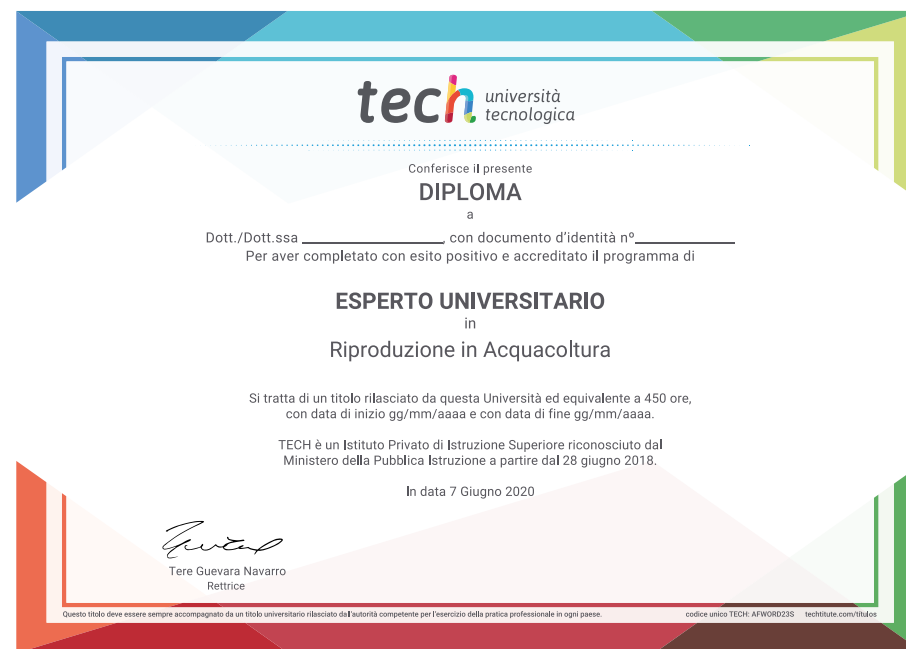 tech università
tecnologica
Conferisce il presente
DIPLOMA
a
Dott./Dott.ssa ____________________, con documento d'identità nº______________
Per aver completato con esito positivo e accreditato il programma di
ESPERTO UNIVERSITARIO
in
Riproduzione in Acquacoltura
Si tratta di un titolo rilasciato da questa Università ed equivalente a 450 ore,
con data di inizio gg/mm/aaaa e con data di fine gg/mm/aaaa.
TECH è un Istituto Privato di Istruzione Superiore riconosciuto dal
Ministero della Pubblica Istruzione a partire dal 28 giugno 2018.
In data 7 Giugno 2020
Tere Guevara Navarro
Rettrice
Questo titolo deve essere sempre accompagnato da un titolo universitario rilasciato dall'autorità competente per l'esercizio della pratica professionale in ogni paese. codice unico TECH: AFWORD23S techtitute.com/titulos